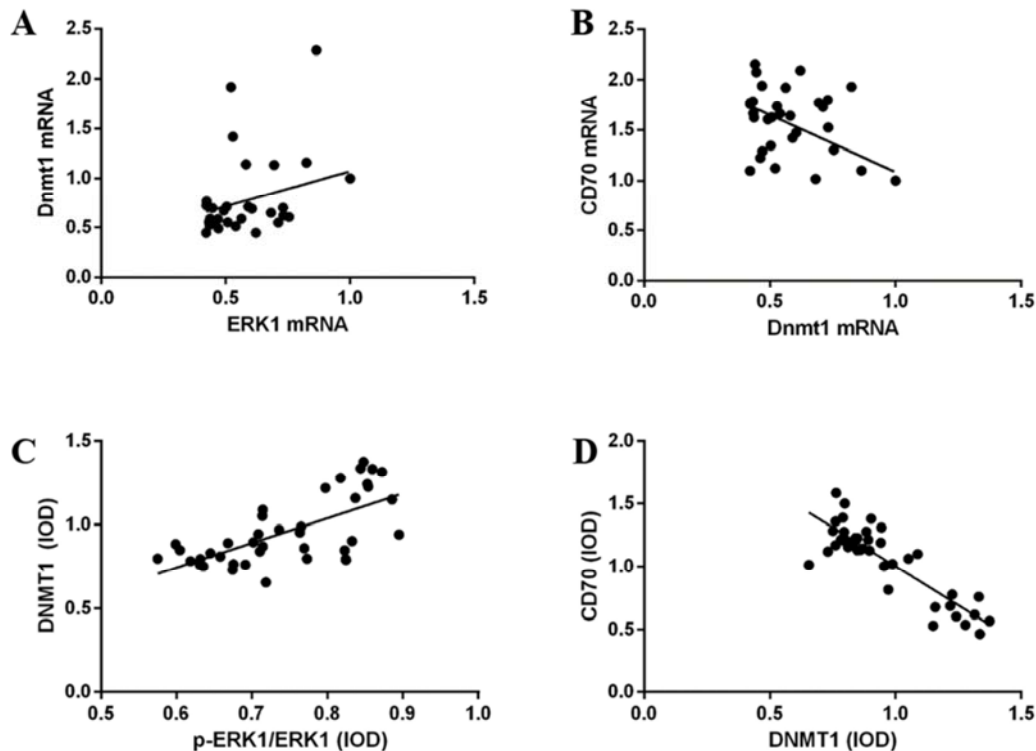 A
Dnmt1 mRNA
2.5
2.0
1.5
1.0
0.5
0.0
0.0 0.5 1.0 1.5
ERK1 mRNA
B
CD70 mRNA
2.5
2.0
1.5
1.0
0.5
0.0
0.0 0.5 1.0 1.5
Dnmt1 mRNA
C
DNMT1 (IOD)
1.5
1.0
0.5
0.0
0.5 0.6 0.7 0.8 0.9 1.0
p-ERK1/ERK1 (IOD)
D
CD70 (IOD)
2.0
1.5
1.0
0.5
0.0
0.0 0.5 1.0 1.5
DNMT1 (IOD)